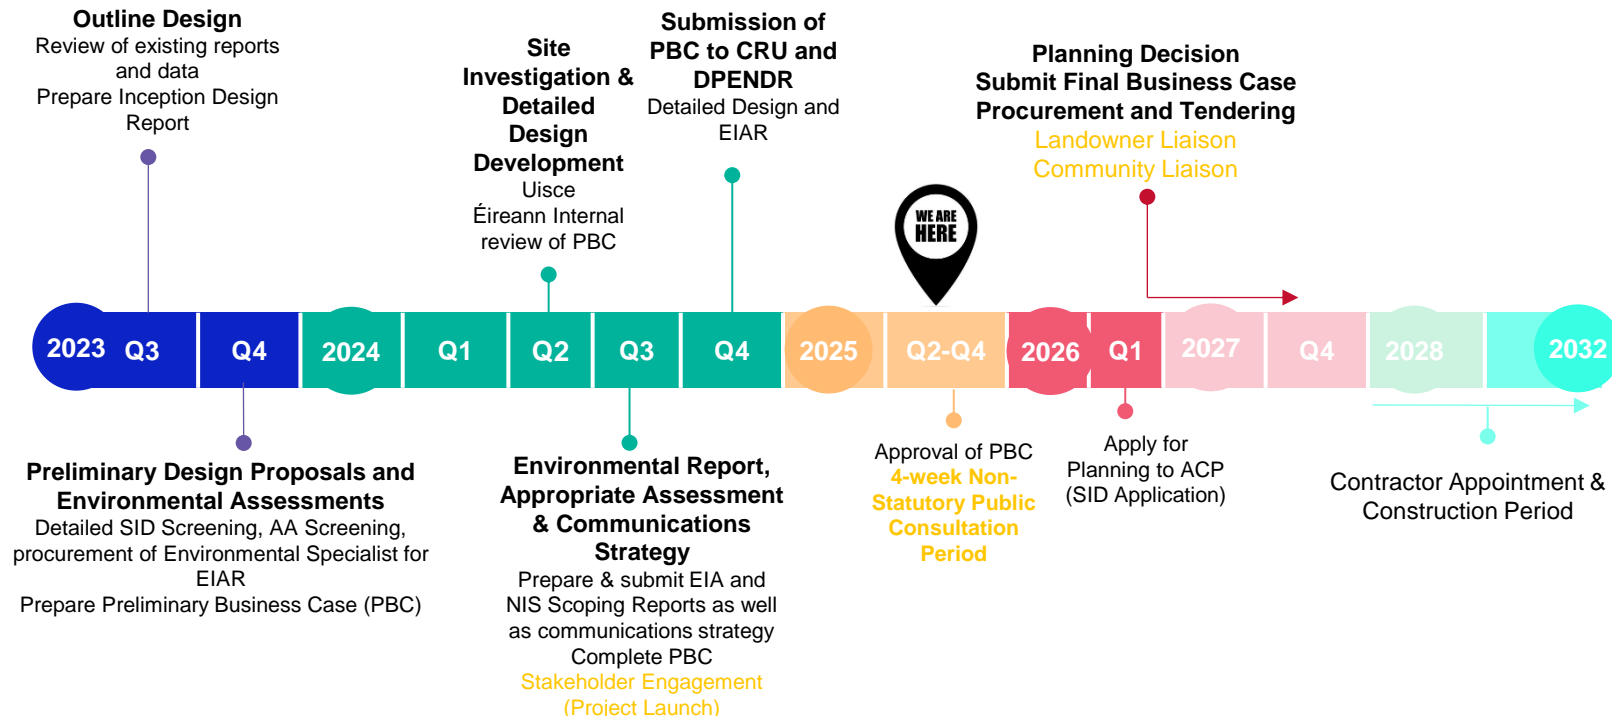 Outline Design
Review of existing reports
and data
Prepare Inception Design
Report
Site
Investigation &
Detailed
Design
Development
Uisce
Éireann Internal
review of PBC
Submission of
PBC to CRU and
DPENDR
Detailed Design and
EIAR
WE ARE
HERE
Planning Decision
Submit Final Business Case
Procurement and Tendering
Landowner Liaison
Community Liaison
2023 Q3 Q4 2024 Q1 Q2 Q3 Q4 2025 Q2-Q4 2026 Q1 2027 Q4 2028 2032
Preliminary Design Proposals and
Environmental Assessments
Detailed SID Screening, AA Screening,
procurement of Environmental Specialist for
EIAR
Prepare Preliminary Business Case (PBC)
Environmental Report,
Appropriate Assessment
& Communications
Strategy
Prepare & submit EIA and
NIS Scoping Reports as well
as communications strategy
Complete PBC
Stakeholder Engagement
(Project Launch)
Approval of PBC
4-week Non-
Statutory Public
Consultation
Period
Apply for
Planning to ACP
(SID Application)
Contractor Appointment &
Construction Period